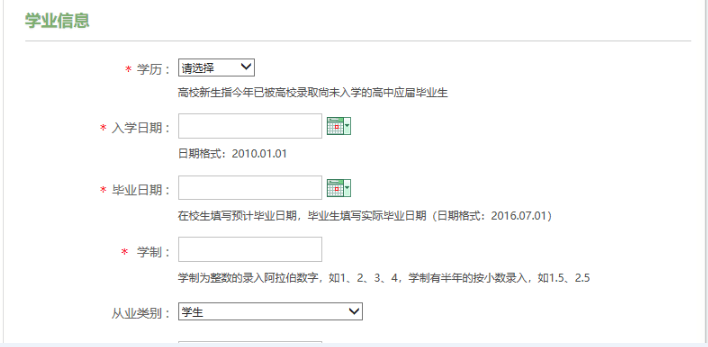 学业信息
* 学历： 请选择
高校新生指今年已被高校录取尚未入学的高中应届毕业生
* 入学日期：
日期格式：2010.01.01
* 毕业日期：
在校生填写预计毕业日期，毕业生填写实际毕业日期（日期格式：2016.07.01）
* 学制：
学制为整数的录入阿拉伯数字，如1、2、3、4，学制有半年的按小数录入，如1.5、2.5
从业类别： 学生